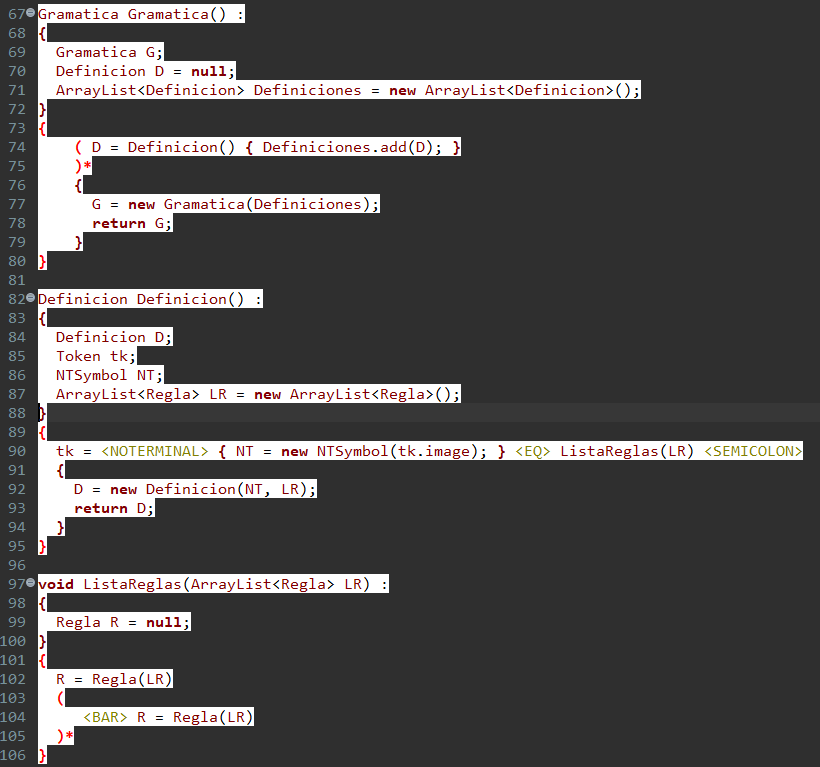 67 Gramatica Gramatica() :
68 {
69   Gramatica G;
70   Definicion D = null;
71   ArrayList<Definicion> Definiciones = new ArrayList<Definicion>();
72 }
73 {
74     ( D = Definicion() { Definiciones.add(D); }
75     )*
76     {
77       G = new Gramatica(Definiciones);
78       return G;
79     }
80 }
81
82 Definicion Definicion() :
83 {
84   Definicion D;
85   Token tk;
86   NTSymbol NT;
87   ArrayList<Regla> LR = new ArrayList<Regla>();
88 }
89 {
90   tk = <NOTERMINAL> { NT = new NTSymbol(tk.image); } <EQ> ListaReglas(LR) <SEMICOLON>
91   {
92     D = new Definicion(NT, LR);
93     return D;
94   }
95 }
96
97 void ListaReglas(ArrayList<Regla> LR) :
98 {
99   Regla R = null;
100 }
101 {
102   R = Regla(LR)
103   (
104      <BAR> R = Regla(LR)
105   )*
106 }